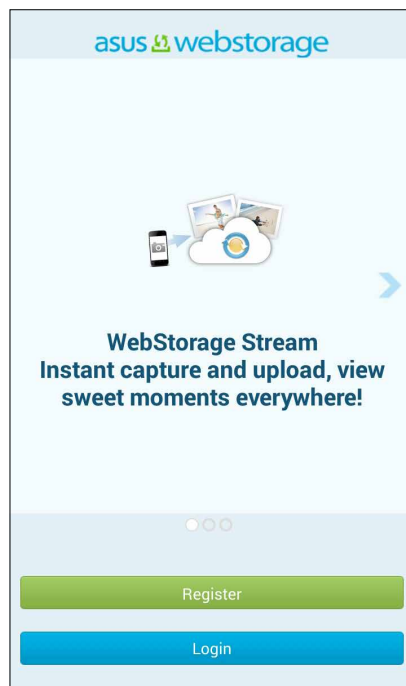 asus webstorage
WebStorage Stream
Instant capture and upload, view
sweet moments everywhere!
Register
Login